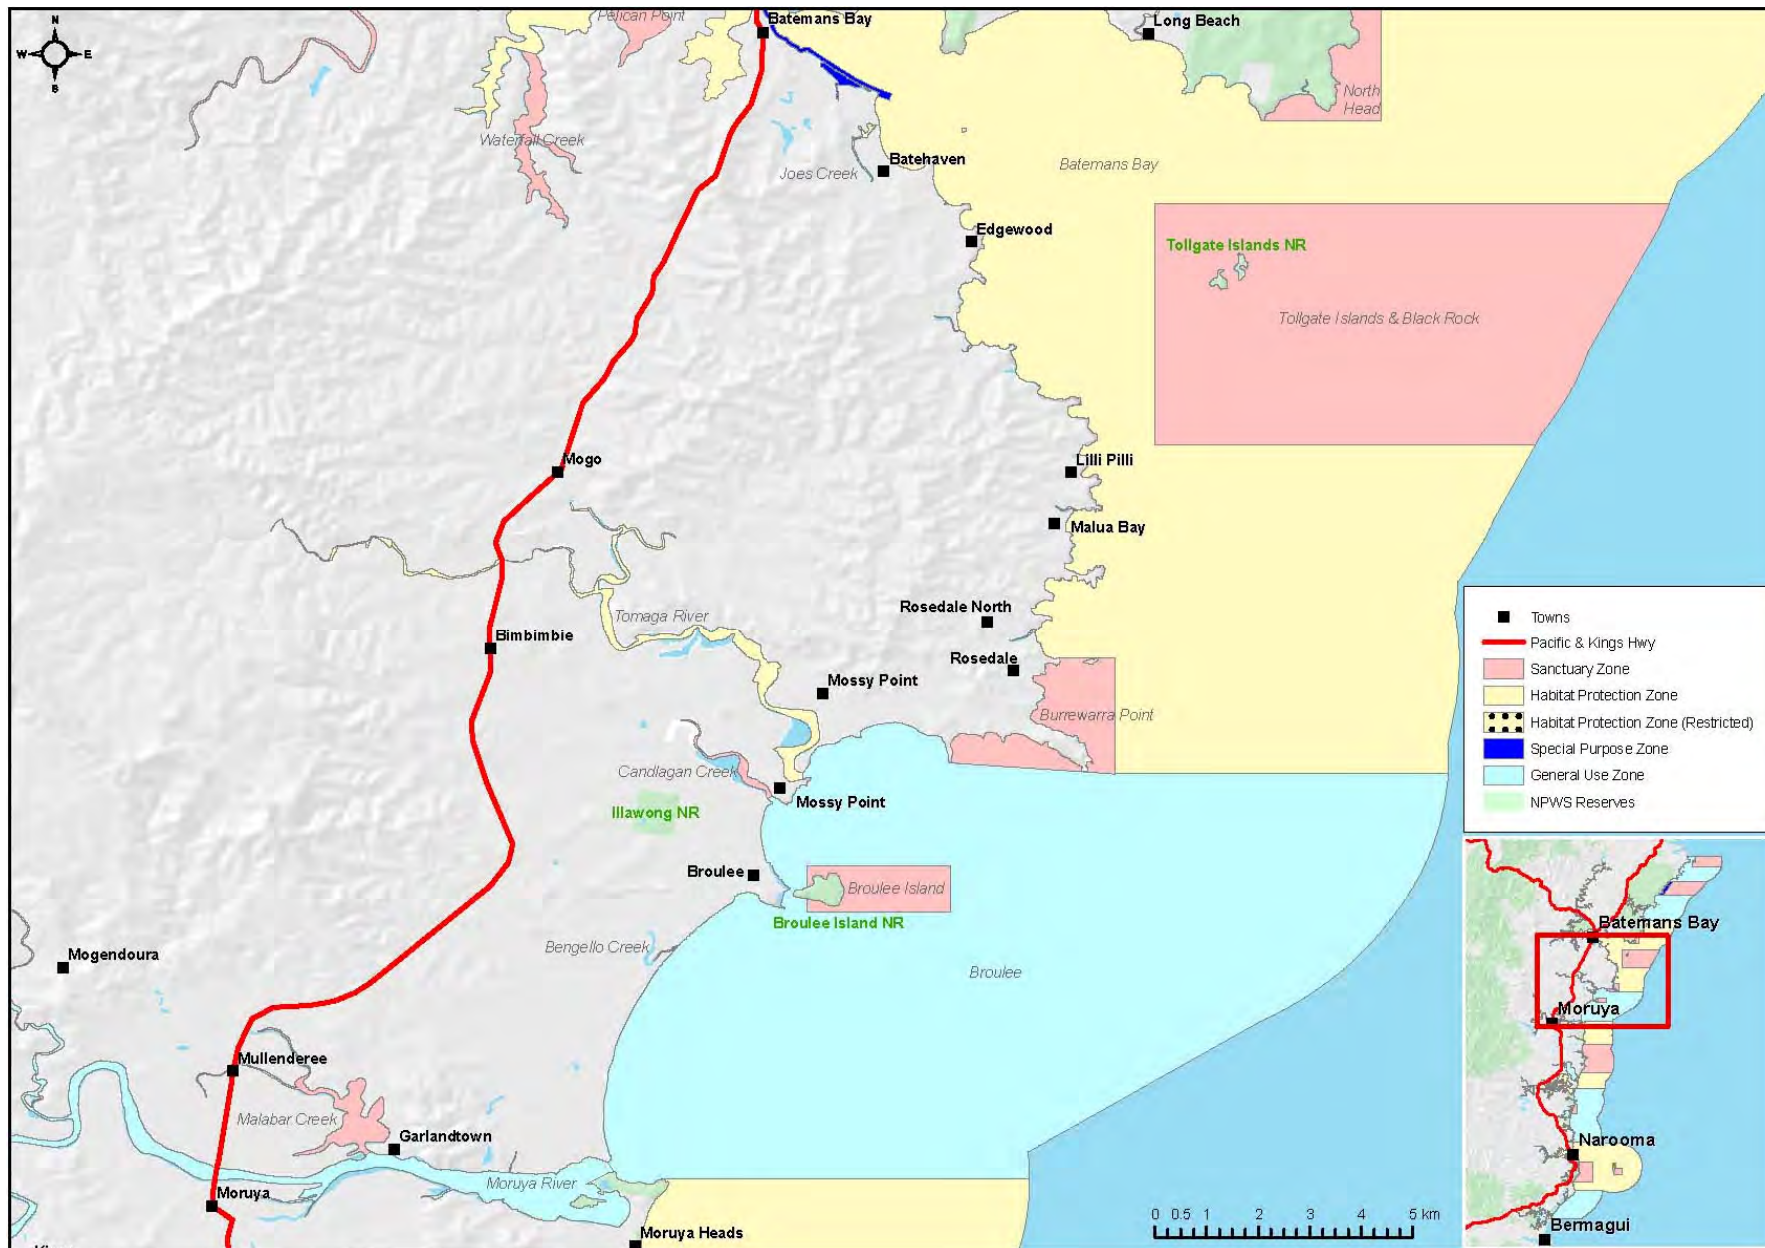 N
W
E
S
Pelican Point
Batemans Bay
Long Beach
North
Head
Waterfall Creek
Joes Creek
Batehaven
Batemans Bay
Edgewood
Tollgate Islands NR
Tollgate Islands & Black Rock
Mogo
Lilli Pilli
Malua Bay
Rosedale North
Tomaga River
Bimbimbie
Rosedale
Mossy Point
Burrewarra Point
Candlagan Creek
Mossy Point
Illawong NR
Broulee
Broulee Island
Broulee Island NR
Bengello Creek
Broulee
Mogendoura
Mullenderee
Malabar Creek
Garlandtown
Moruya River
Moruya
Moruya Heads
0 0.5 1 2 3 4 5 km
Towns
Pacific & Kings Hwy
Sanctuary Zone
Habitat Protection Zone
Habitat Protection Zone (Restricted)
Special Purpose Zone
General Use Zone
NPWS Reserves
Batemans Bay
Moruya
Narooma
Bermagui